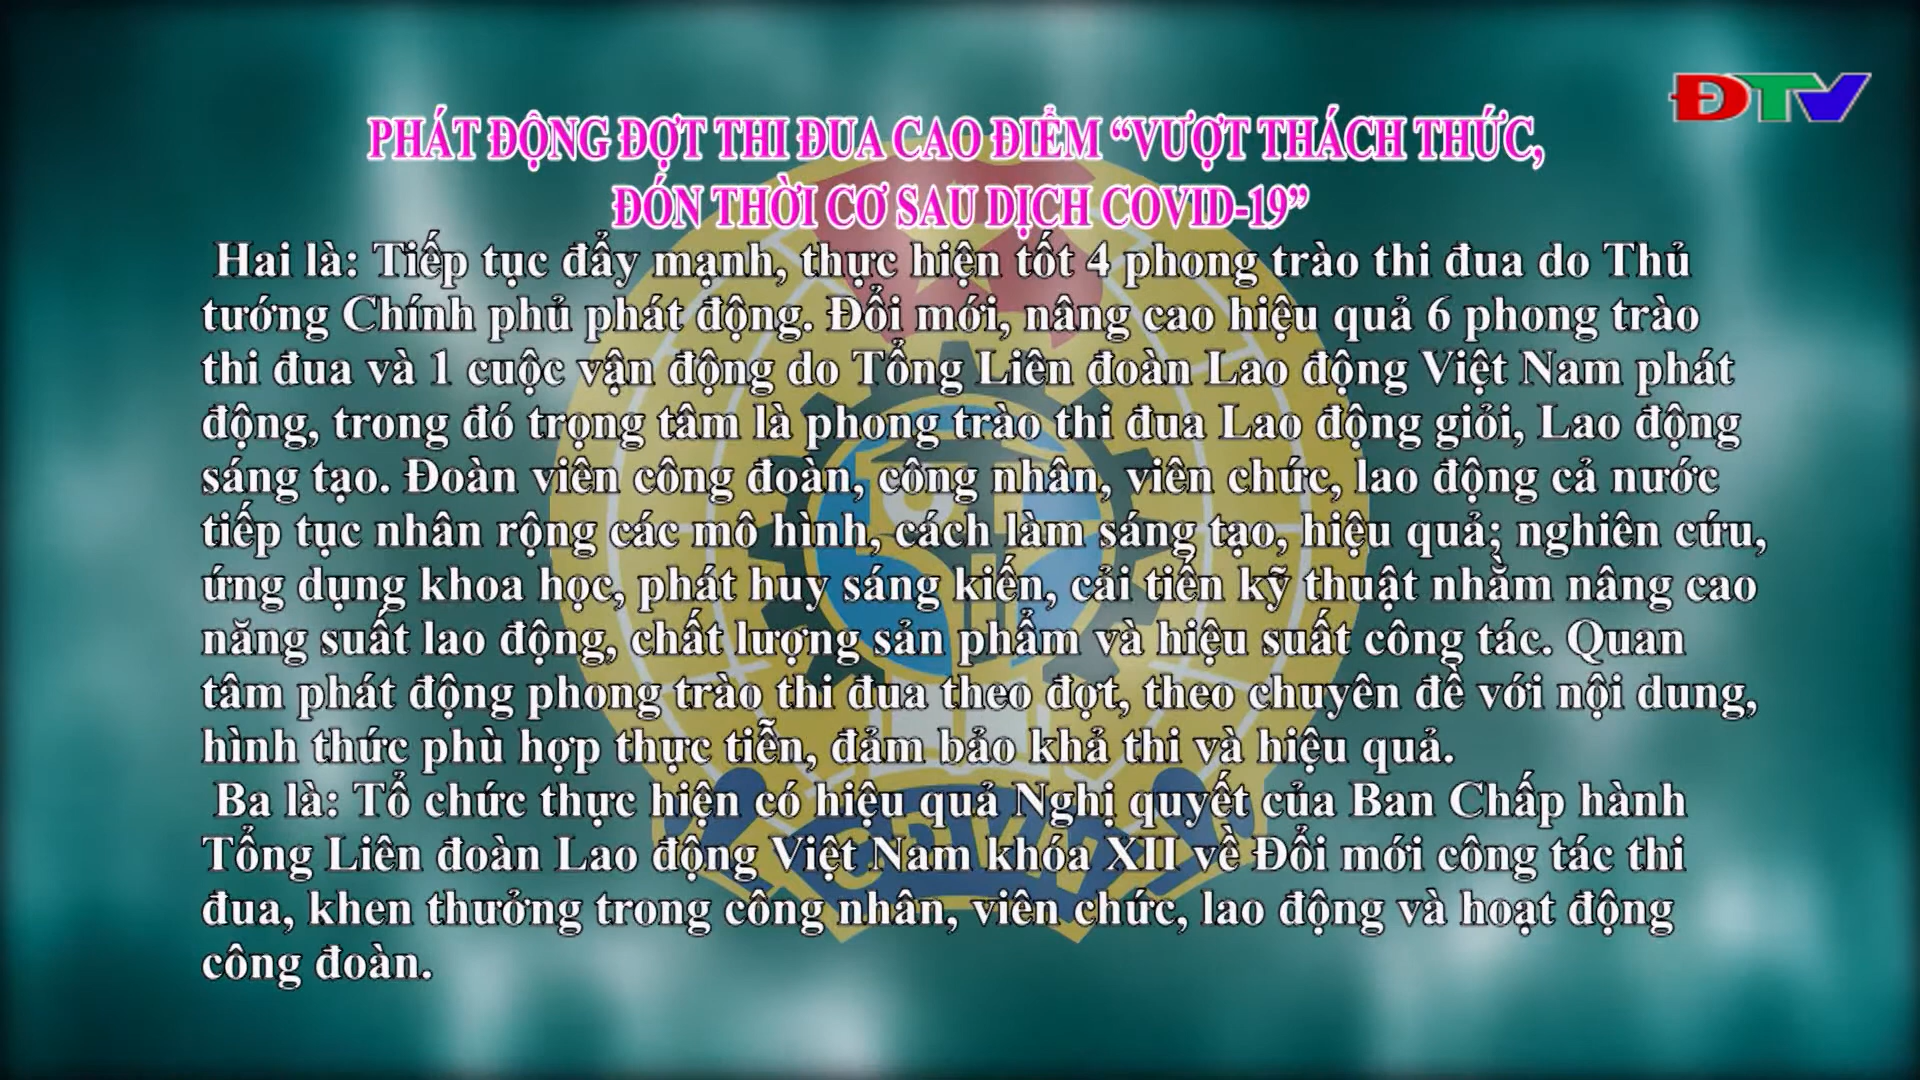 ĐTV
PHÁT ĐỘNG ĐỢT THI ĐUA CAO ĐIỂM “VƯỢT THÁCH THỨC,
ĐÓN THỜI CƠ SAU DỊCH COVID-19”
Hai là: Tiếp tục đẩy mạnh, thực hiện tốt 4 phong trào thi đua do Thủ
tướng Chính phủ phát động. Đổi mới, nâng cao hiệu quả 6 phong trào
thi đua và 1 cuộc vận động do Tổng Liên đoàn Lao động Việt Nam phát
động, trong đó trọng tâm là phong trào thi đua Lao động giỏi, Lao động
sáng tạo. Đoàn viên công đoàn, công nhân, viên chức, lao động cả nước
tiếp tục nhân rộng các mô hình, cách làm sáng tạo, hiệu quả; nghiên cứu,
ứng dụng khoa học, phát huy sáng kiến, cải tiến kỹ thuật nhằm nâng cao
năng suất lao động, chất lượng sản phẩm và hiệu suất công tác. Quan
tâm phát động phong trào thi đua theo đợt, theo chuyên đề với nội dung,
hình thức phù hợp thực tiễn, đảm bảo khả thi và hiệu quả.
Ba là: Tổ chức thực hiện có hiệu quả Nghị quyết của Ban Chấp hành
Tổng Liên đoàn Lao động Việt Nam khóa XII về Đổi mới công tác thi
đua, khen thưởng trong công nhân, viên chức, lao động và hoạt động
công đoàn.